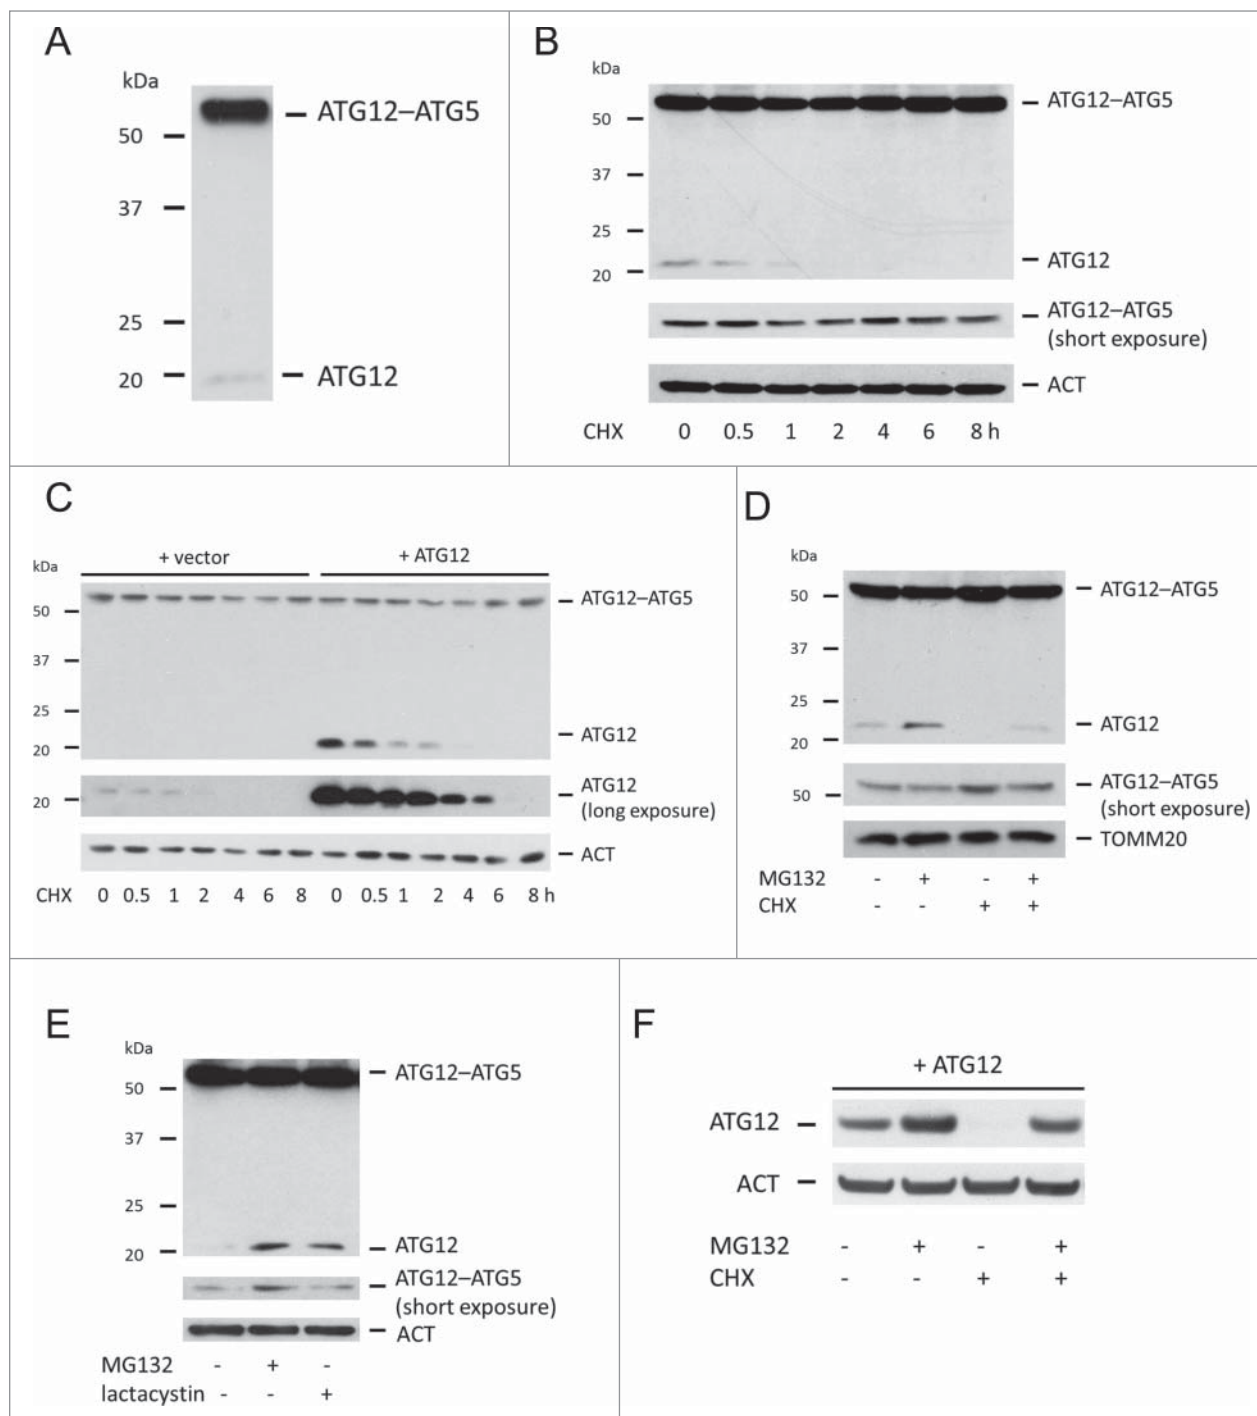 A
kDa
ATG12–ATG5
50
37
25
20
ATG12
B
kDa
ATG12–ATG5
50
37
25
ATG12
20
ATG12–ATG5
(short exposure)
ACT
CHX 0 0.5 1 2 4 6 8 h
C
+ vector + ATG12
kDa
ATG12–ATG5
50
37
25
ATG12
20
ATG12
20
(long exposure)
ACT
CHX 0 0.5 1 2 4 6 8 0 0.5 1 2 4 6 8 h
D
kDa
ATG12–ATG5
50
37
25
ATG12
20
ATG12–ATG5
50
(short exposure)
TOMM20
MG132 - + - +
CHX - - + +
E
kDa
ATG12–ATG5
50
37
25
ATG12
20
ATG12–ATG5
(short exposure)
ACT
MG132 - + -
lactacystin - - +
F
+ ATG12
ATG12
ACT
MG132 - + - +
CHX - - + +